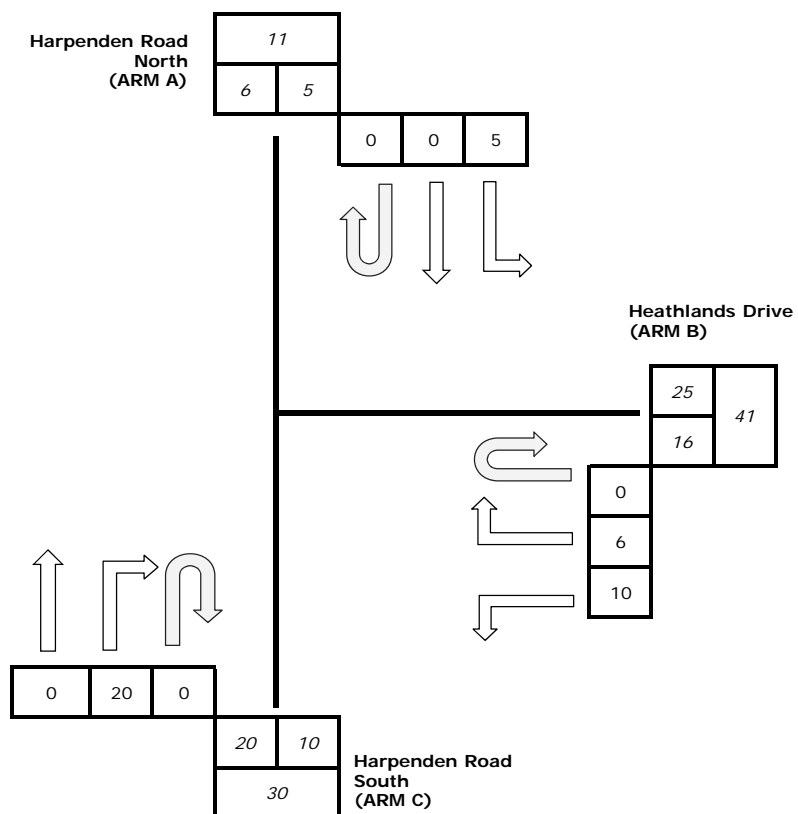 Harpenden Road
North
(ARM A)
11
6 5
0 0 5
Heathlands Drive
(ARM B)
25
41
16
0
6
10
0 20 0
20 10
30
Harpenden Road
South
(ARM C)